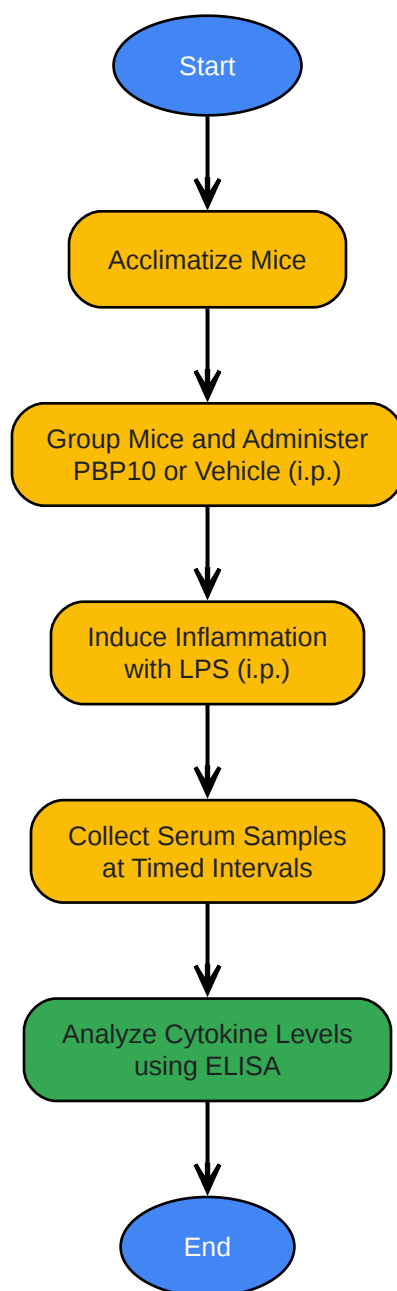 Start
Acclimatize Mice
Group Mice and Administer
PBP10 or Vehicle (i.p.)
Induce Inflammation
with LPS (i.p.)
Collect Serum Samples
at Timed Intervals
Analyze Cytokine Levels
using ELISA
End